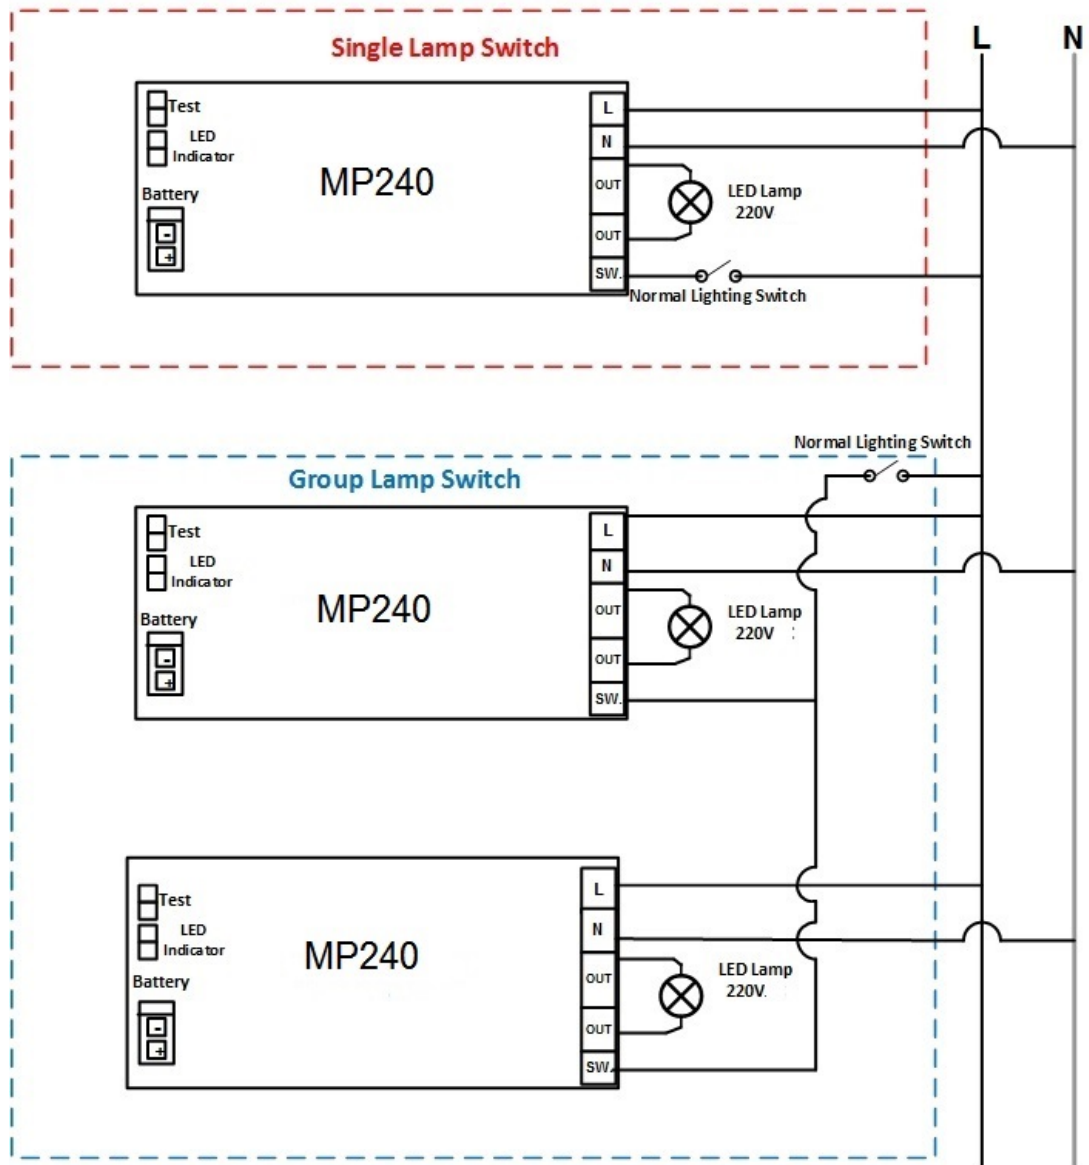 Single Lamp Switch
L
N
Test
LED
Indicator
MP240
Battery
-
+
L
N
OUT
OUT
SW.
LED Lamp
220V
Normal Lighting Switch
Normal Lighting Switch
Group Lamp Switch
Test
LED
Indicator
MP240
Battery
-
+
L
N
OUT
OUT
SW.
LED Lamp
220V
Test
LED
Indicator
MP240
Battery
-
+
L
N
OUT
OUT
SW.
LED Lamp
220V.